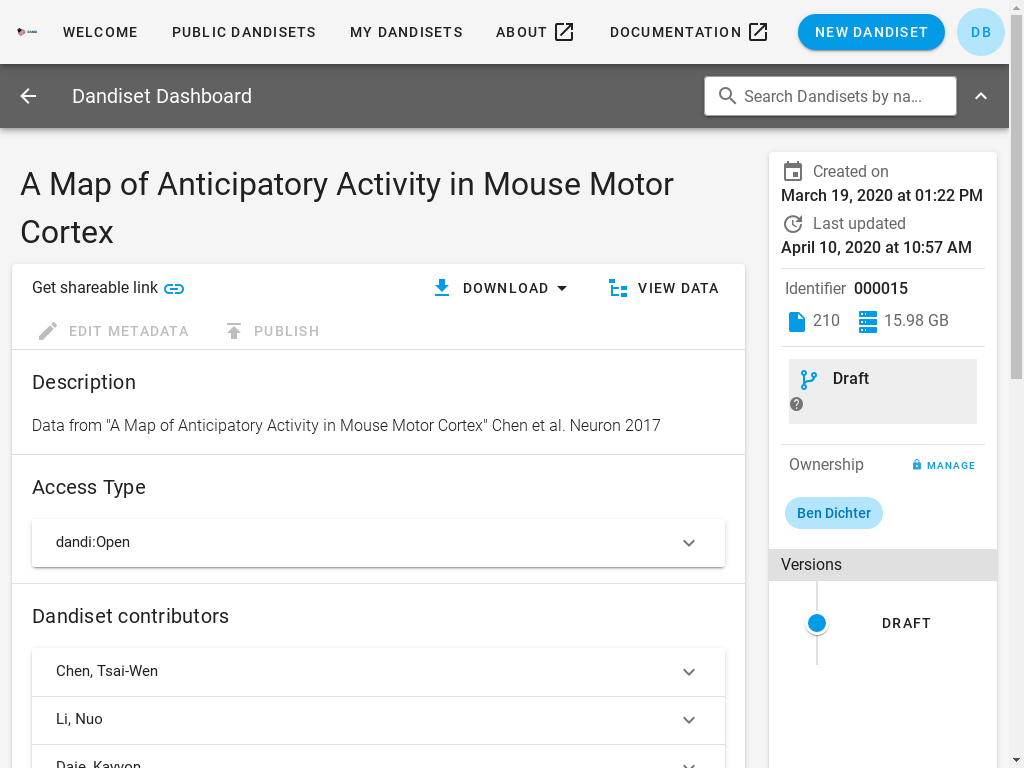 WELCOME
PUBLIC DANDISETS
MY DANDISETS
ABOUT
DOCUMENTATION
NEW DANDISET
DB
Dandiset Dashboard
Search Dandisets by na...
A Map of Anticipatory Activity in Mouse Motor
Cortex
Get shareable link
DOWNLOAD
VIEW DATA
EDIT METADATA
PUBLISH
Description
Data from "A Map of Anticipatory Activity in Mouse Motor Cortex" Chen et al. Neuron 2017
Access Type
dandi:Open
Dandiset contributors
Chen, Tsai-Wen
Li, Nuo
Daie, Kayvon
Created on
March 19, 2020 at 01:22 PM
Last updated
April 10, 2020 at 10:57 AM
Identifier 000015
210
15.98 GB
Draft
Ownership
MANAGE
Ben Dichter
Versions
DRAFT